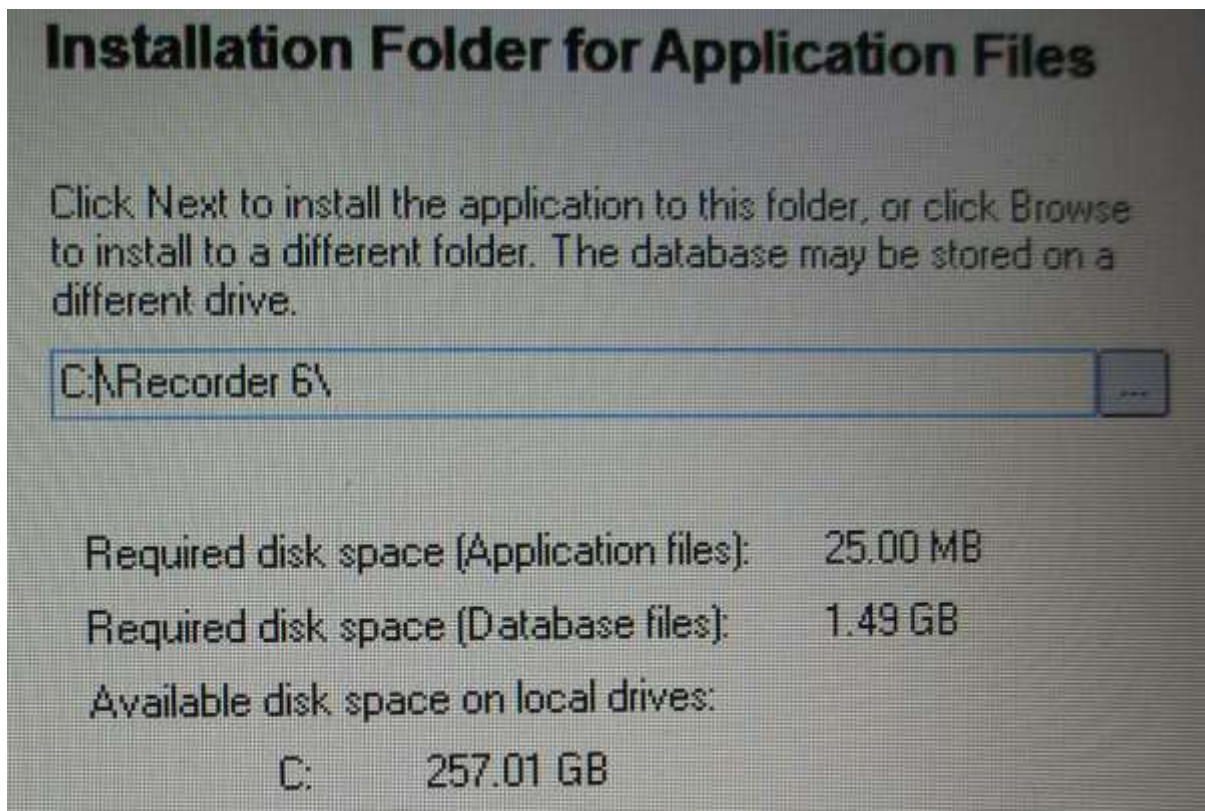 Installation Folder for Application Files
Click Next to install the application to this folder, or click Browse
to install to a different folder. The database may be stored on a
different drive.
C:\Recorder 6\
...
Required disk space (Application files): 25.00 MB
Required disk space (Database files): 1.49 GB
Available disk space on local drives:
C: 257.01 GB